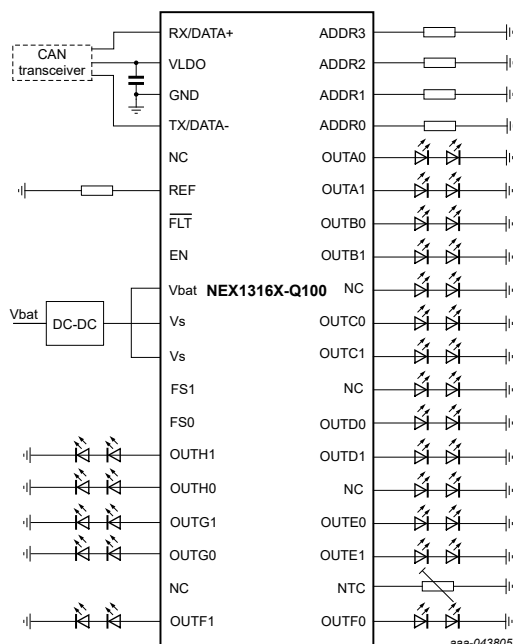 RX/DATA+
ADDR3
CAN
transceiver
VLDO
ADDR2
GND
ADDR1
TX/DATA-
ADDR0
NC
OUTA0
REF
OUTA1
FLT
OUTB0
EN
OUTB1
Vbat
NEX1316X-Q100
NC
Vbat
DC-DC
Vs
OUTC0
Vs
OUTC1
FS1
NC
FS0
OUTD0
OUTH1
OUTD1
OUTH0
NC
OUTG1
OUTE0
OUTG0
OUTE1
NC
NTC
OUTF1
OUTF0
aaa-043805